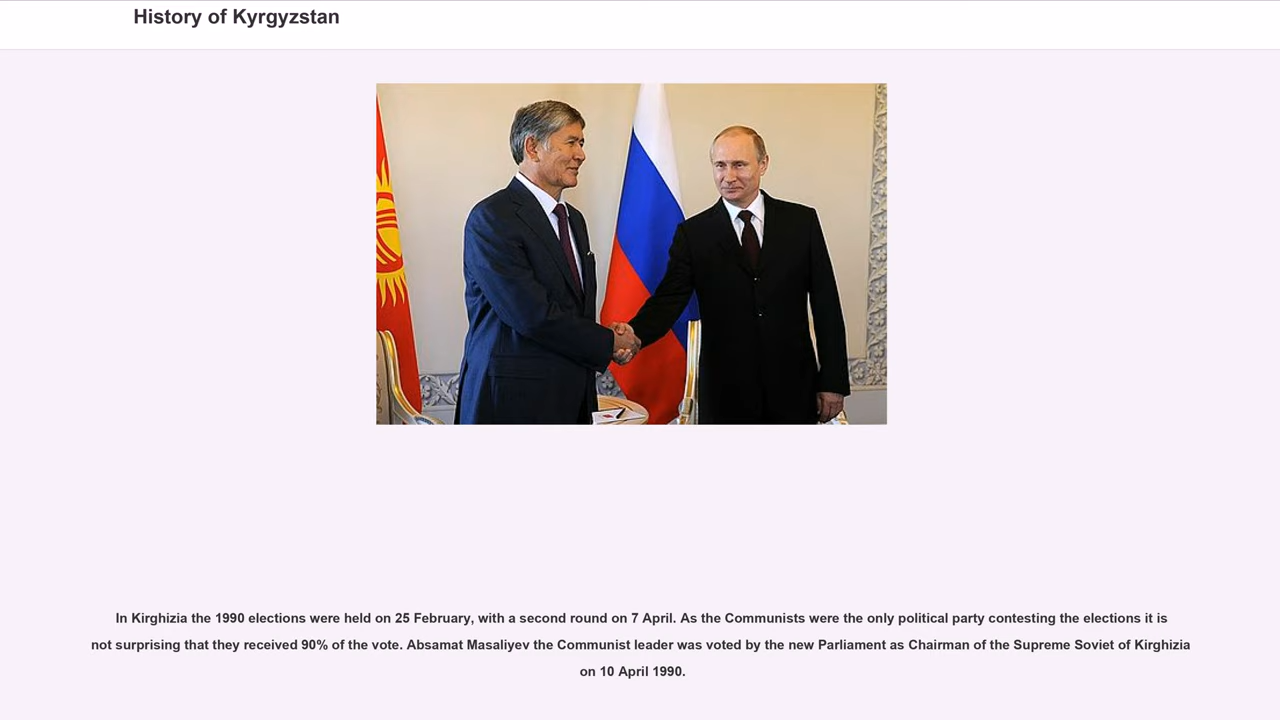 History of Kyrgyzstan
In Kirghizia the 1990 elections were held on 25 February, with a second round on 7 April. As the Communists were the only political party contesting the elections it is
not surprising that they received 90% of the vote. Absamat Masaliyev the Communist leader was voted by the new Parliament as Chairman of the Supreme Soviet of Kirghizia
on 10 April 1990.